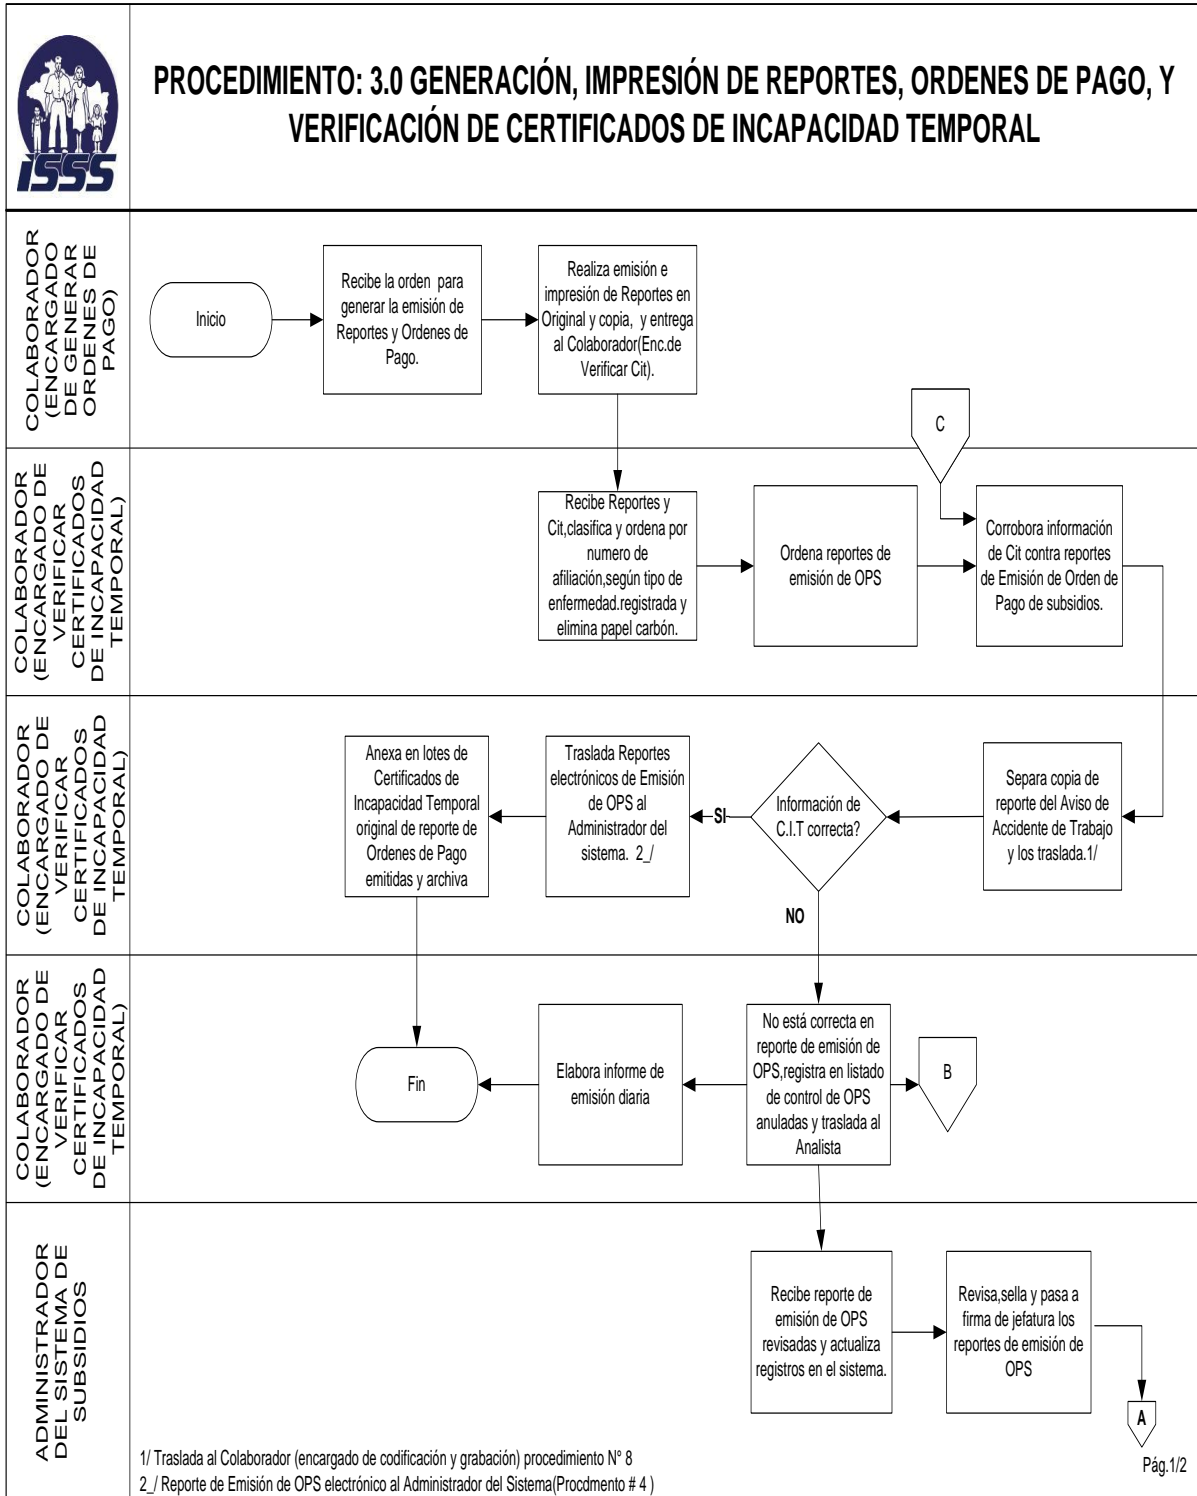 PROCEDIMIENTO: 3.0 GENERACIÓN, IMPRESIÓN DE REPORTES, ORDENES DE PAGO, Y
VERIFICACIÓN DE CERTIFICADOS DE INCAPACIDAD TEMPORAL
ISSS
COLABORADOR
(ENCARGADO
DE GENERAR
ORDENES DE
PAGO)
Inicio
Recibe la orden para
generar la emisión de
Reportes y Ordenes de
Pago.
Realiza emisión e
impresión de Reportes en
Original y copia, y entrega
al Colaborador(Enc.de
Verificar Cit).
C
COLABORADOR
(ENCARGADO DE
VERIFICAR
CERTIFICADOS
DE INCAPACIDAD
TEMPORAL)
Recibe Reportes y
Cit,clasifica y ordena por
numero de
afiliación,según tipo de
enfermedad.registrada y
elimina papel carbón.
Ordena reportes de
emisión de OPS
Corrobora información
de Cit contra reportes
de Emisión de Orden de
Pago de subsidios.
COLABORADOR
(ENCARGADO DE
VERIFICAR
CERTIFICADOS
DE INCAPACIDAD
TEMPORAL)
Anexa en lotes de
Certificados de
Incapacidad Temporal
original de reporte de
Ordenes de Pago
emitidas y archiva
Traslada Reportes
electrónicos de Emisión
de OPS al
Administrador del
sistema. 2_/
SI
Información de
C.I.T correcta?
NO
Separa copia de
reporte del Aviso de
Accidente de Trabajo
y los traslada.1/
COLABORADOR
(ENCARGADO DE
VERIFICAR
CERTIFICADOS
DE INCAPACIDAD
TEMPORAL)
Fin
Elabora informe de
emisión diaria
No está correcta en
reporte de emisión de
OPS,registra en listado
de control de OPS
anuladas y traslada al
Analista
B
ADMINISTRADOR
DEL SISTEMA DE
SUBSIDIOS
Recibe reporte de
emisión de OPS
revisadas y actualiza
registros en el sistema.
Revisa,sella y pasa a
firma de jefatura los
reportes de emisión de
OPS
A
1/ Traslada al Colaborador (encargado de codificación y grabación) procedimiento N° 8
2_/ Reporte de Emisión de OPS electrónico al Administrador del Sistema(Procdmento # 4 )
Pág.1/2